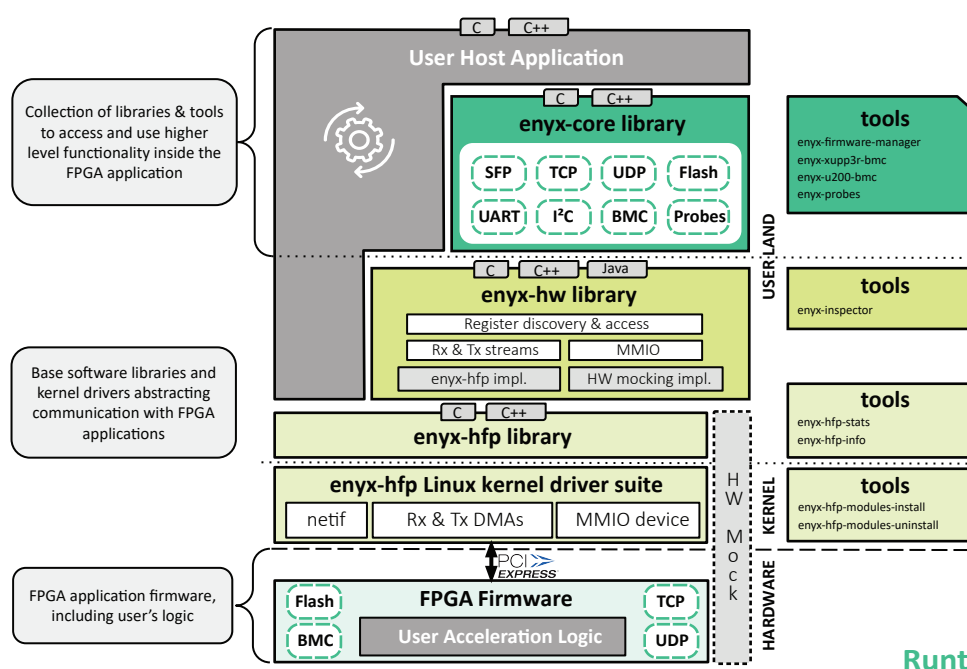 C
C++
User Host Application
Collection of libraries & tools
to access and use higher
level functionality inside the
FPGA application
C
C++
enyx-core library
SFP
TCP
UDP
Flash
UART
I²C
BMC
Probes
tools
enyx-firmware-manager
enyx-xupp3r-bmc
enyx-u200-bmc
enyx-probes
USER-LAND
C
C++
Java
enyx-hw library
Register discovery & access
Rx & Tx streams
MMIO
enyx-hfp impl.
HW mocking impl.
tools
enyx-inspector
Base software libraries and
kernel drivers abstracting
communication with FPGA
applications
C
C++
enyx-hfp library
tools
enyx-hfp-stats
enyx-hfp-info
enyx-hfp Linux kernel driver suite
netif
Rx & Tx DMAs
MMIO device
HW Mock
KERNEL
tools
enyx-hfp-modules-install
enyx-hfp-modules-uninstall
PCI
EXPRESS
HARDWARE
FPGA application firmware,
including user's logic
Flash
BMC
FPGA Firmware
User Acceleration Logic
TCP
UDP
Runt